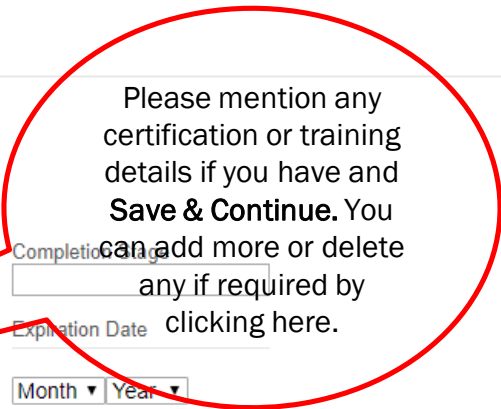 Please mention any
certification or training
details if you have and
Save & Continue. You
can add more or delete
any if required by
clicking here.
Completion Stage
Expiration Date
Month Year